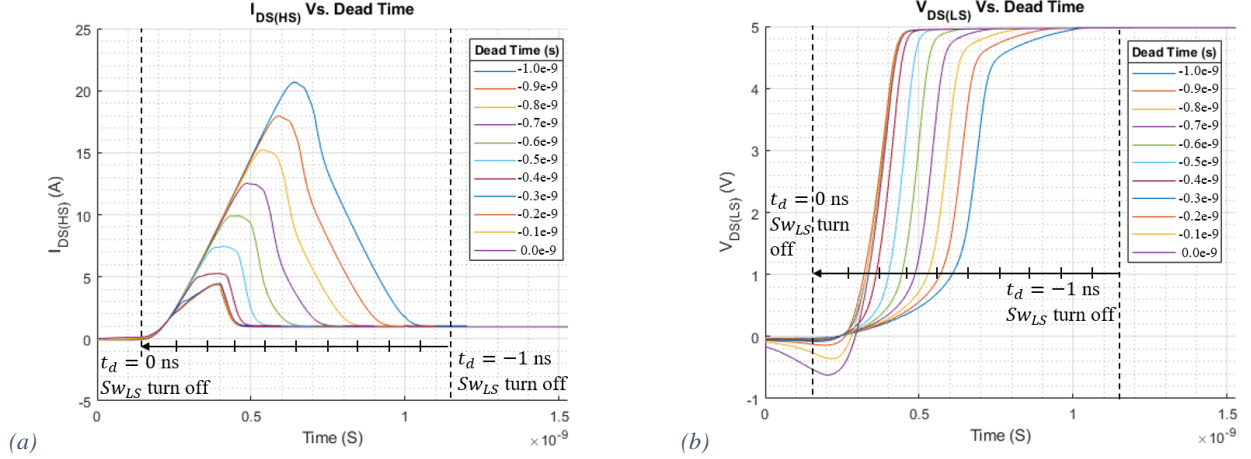 I_DS(HS) Vs. Dead Time
25
20
15
10
5
0
-5
I_DS(HS) (A)
Dead Time (s)
-1.0e-9
-0.9e-9
-0.8e-9
-0.7e-9
-0.6e-9
-0.5e-9
-0.4e-9
-0.3e-9
-0.2e-9
-0.1e-9
0.0e-9
t_d = 0 ns
Sw_LS turn off
t_d = −1 ns
Sw_LS turn off
0
0.5
1
1.5
Time (S)
× 10^-9
(a)
V_DS(LS) Vs. Dead Time
5
4
3
2
1
0
-1
V_DS(LS) (V)
Dead Time (s)
-1.0e-9
-0.9e-9
-0.8e-9
-0.7e-9
-0.6e-9
-0.5e-9
-0.4e-9
-0.3e-9
-0.2e-9
-0.1e-9
0.0e-9
t_d = 0 ns
Sw_LS turn
off
t_d = −1 ns
Sw_LS turn off
0
0.5
1
1.5
Time (S)
× 10^-9
(b)